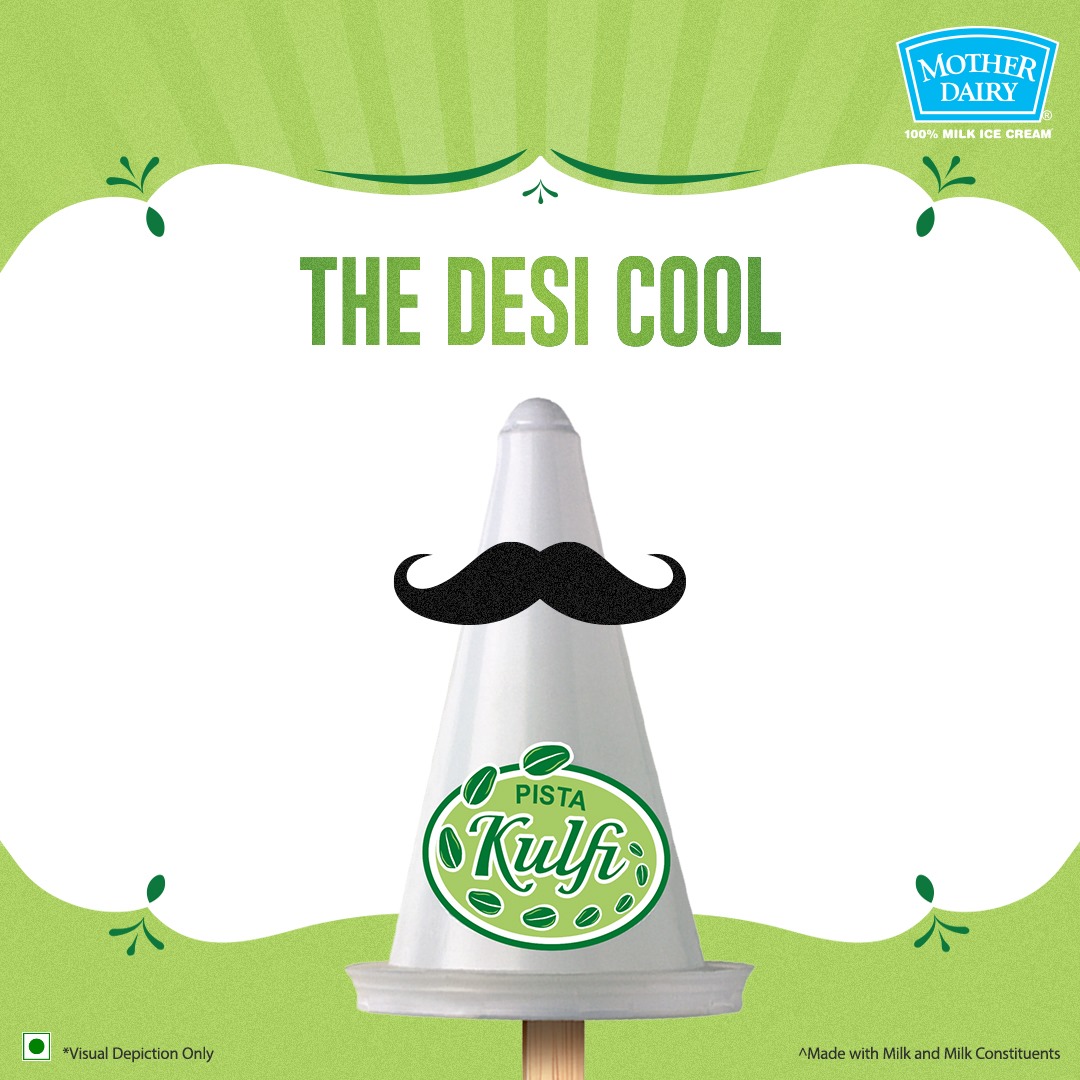 MOTHER
DAIRY
®
100% MILK ICE CREAM
THE DESI COOL
PISTA
Kulfi
*Visual Depiction Only
^Made with Milk and Milk Constituents